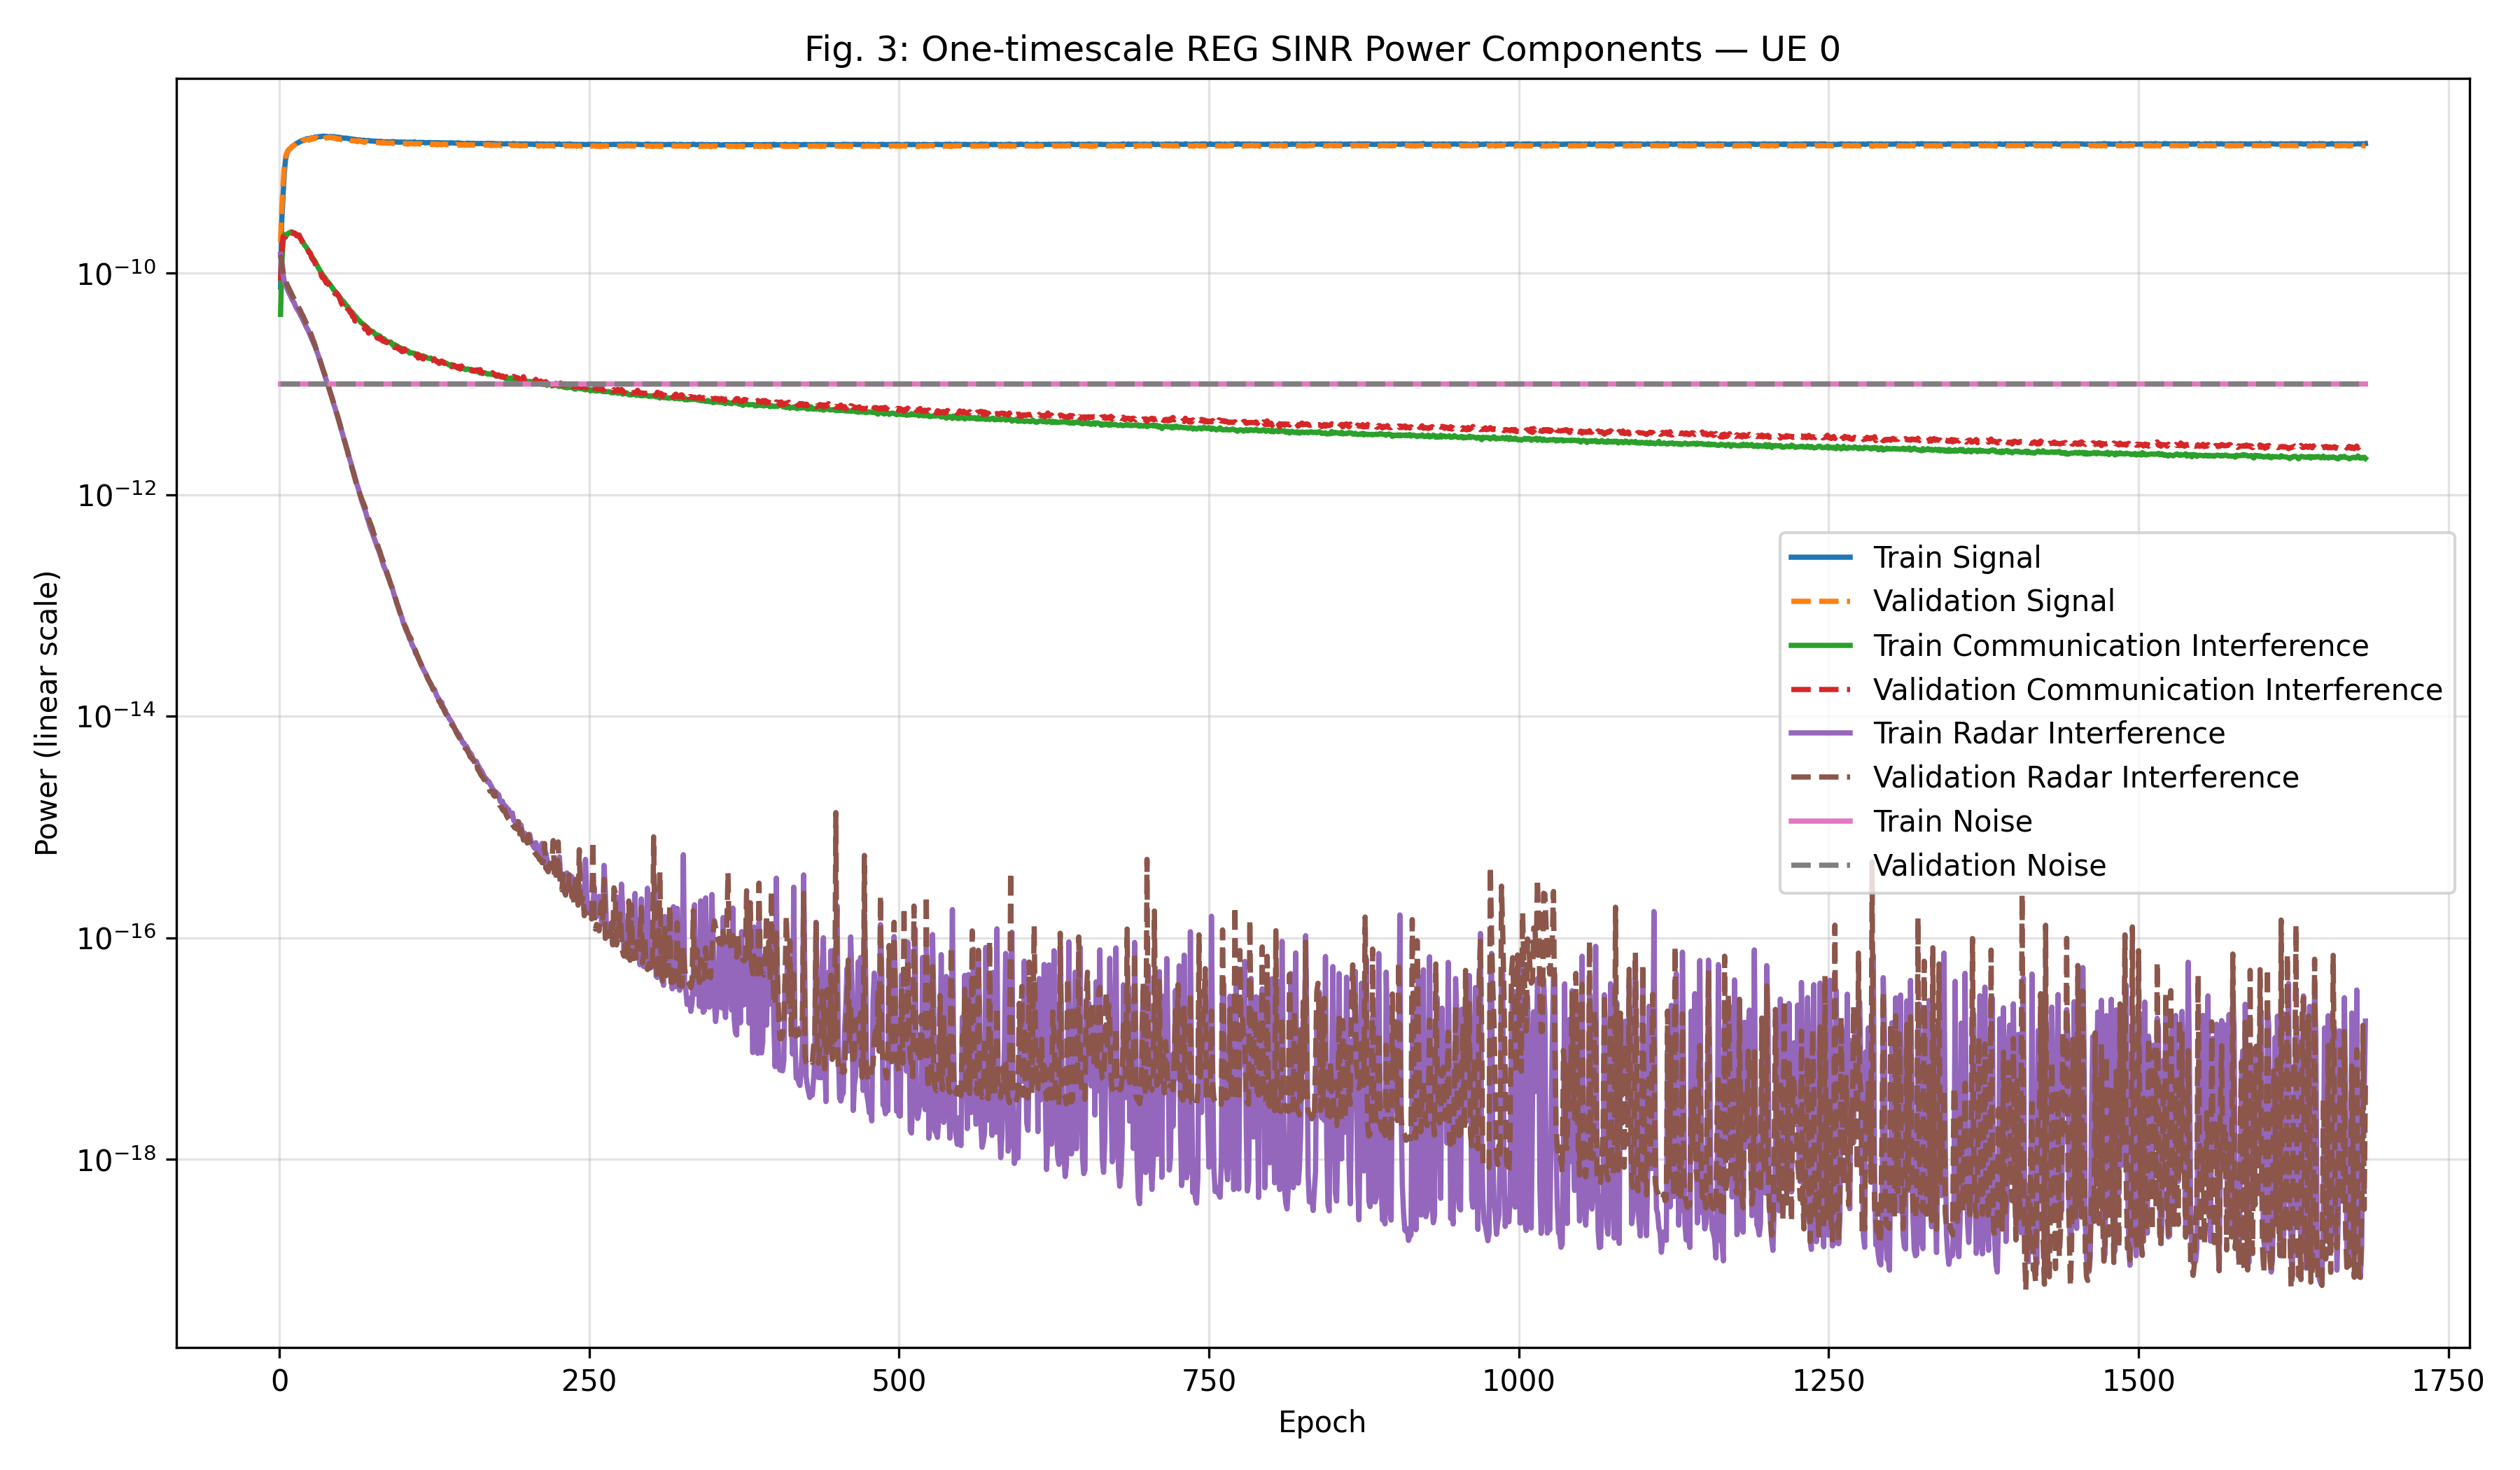 Fig. 3: One-timescale REG SINR Power Components — UE 0
Power (linear scale)
10⁻¹⁰
10⁻¹²
10⁻¹⁴
10⁻¹⁶
10⁻¹⁸
Train Signal
Validation Signal
Train Communication Interference
Validation Communication Interference
Train Radar Interference
Validation Radar Interference
Train Noise
Validation Noise
0 250 500 750 1000 1250 1500 1750
Epoch